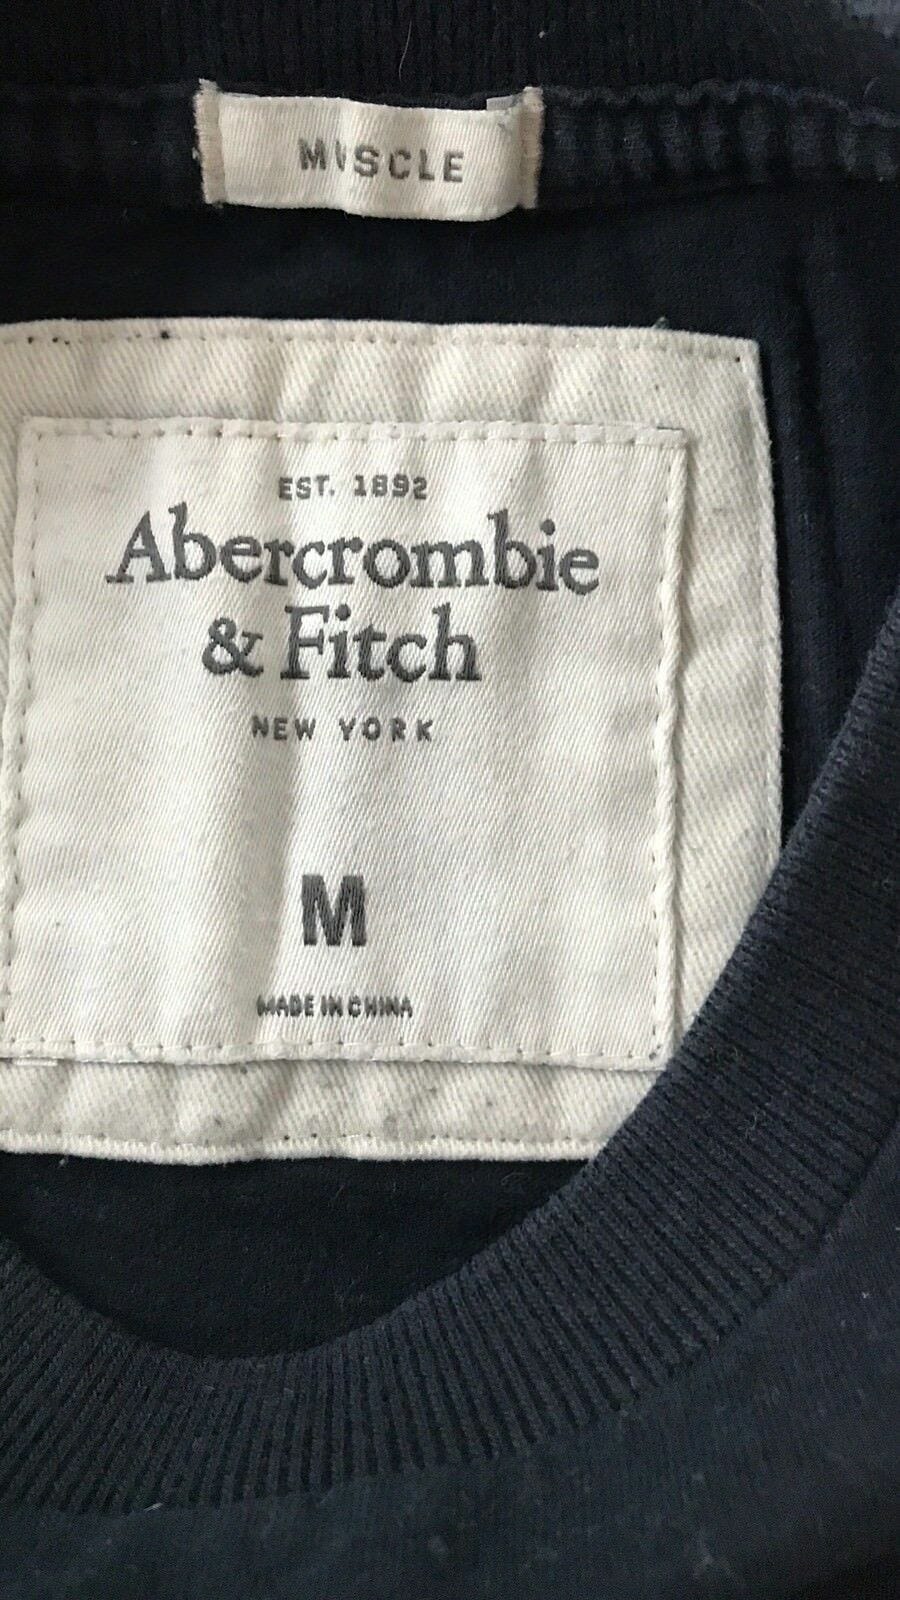 MUSCLE
EST. 1892
Abercrombie
& Fitch
NEW YORK
M
MADE IN CHINA